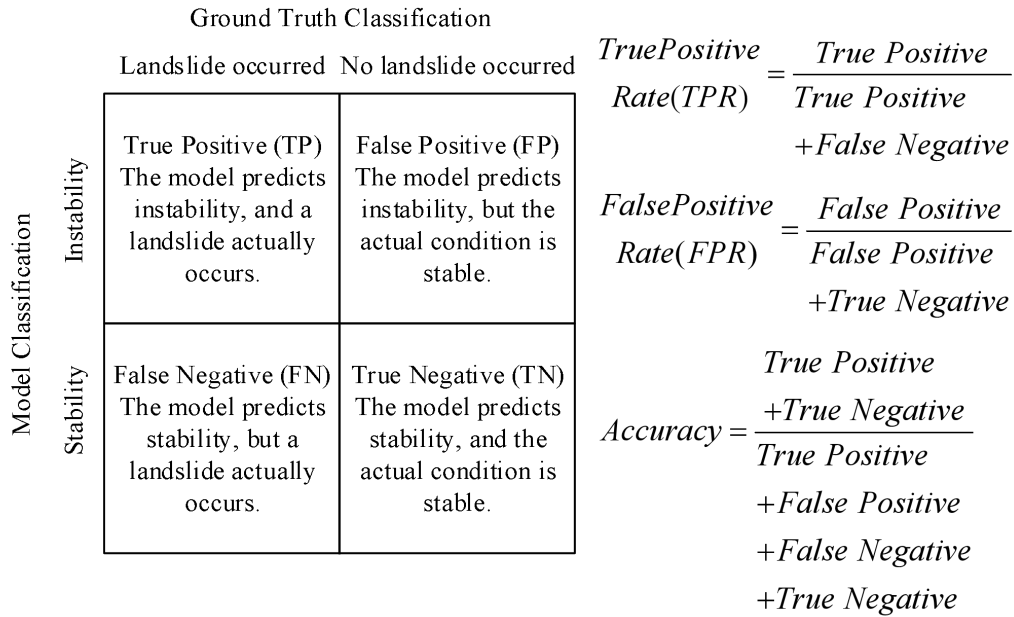 Ground Truth Classification
Landslide occurred
No landslide occurred
Model Classification
Instability
True Positive (TP)
The model predicts
instability, and a
landslide actually
occurs.
False Positive (FP)
The model predicts
instability, but the
actual condition is
stable.
Stability
False Negative (FN)
The model predicts
stability, but a
landslide actually
occurs.
True Negative (TN)
The model predicts
stability, and the
actual condition is
stable.
TruePositive
Rate(TPR)
=
True Positive
True Positive
+False Negative
FalsePositive
Rate(FPR)
=
False Positive
False Positive
+True Negative
Accuracy=
True Positive
+True Negative
True Positive
+False Positive
+False Negative
+True Negative